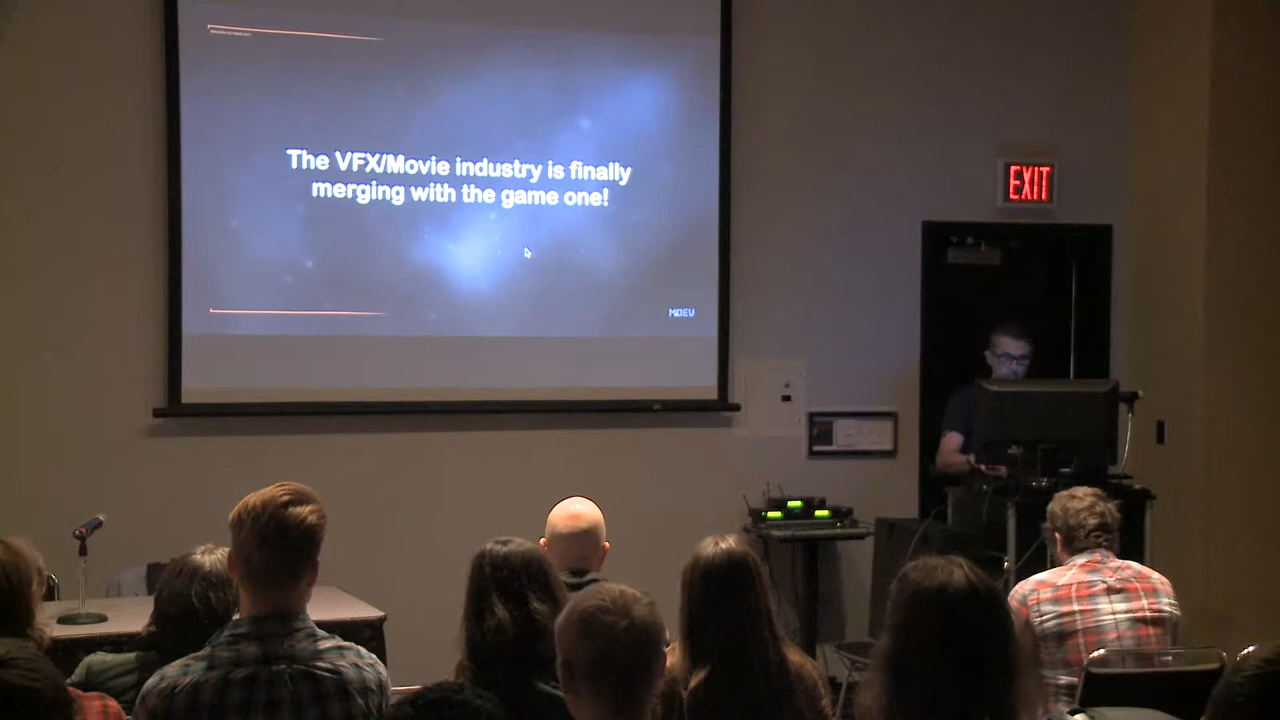 The VFX/Movie industry is finally
merging with the game one!
MDEV
EXIT